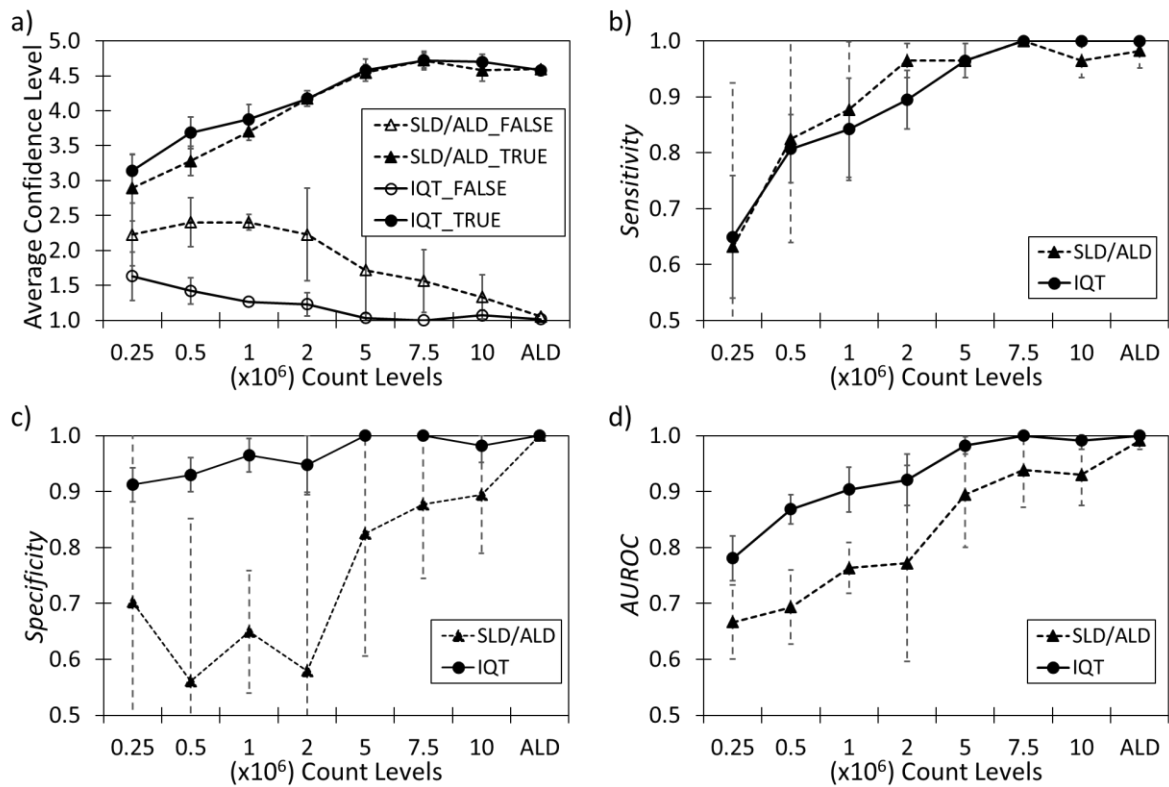 a)
Average Confidence Level
5.0
4.5
4.0
3.5
3.0
2.5
2.0
1.5
1.0
SLD/ALD_FALSE
SLD/ALD_TRUE
IQT_FALSE
IQT_TRUE
0.25 0.5 1 2 5 7.5 10 ALD
(x10⁶) Count Levels
b)
Sensitivity
1.0
0.9
0.8
0.7
0.6
0.5
SLD/ALD
IQT
0.25 0.5 1 2 5 7.5 10 ALD
(x10⁶) Count Levels
c)
Specificity
1.0
0.9
0.8
0.7
0.6
0.5
SLD/ALD
IQT
0.25 0.5 1 2 5 7.5 10 ALD
(x10⁶) Count Levels
d)
AUROC
1.0
0.9
0.8
0.7
0.6
0.5
SLD/ALD
IQT
0.25 0.5 1 2 5 7.5 10 ALD
(x10⁶) Count Levels